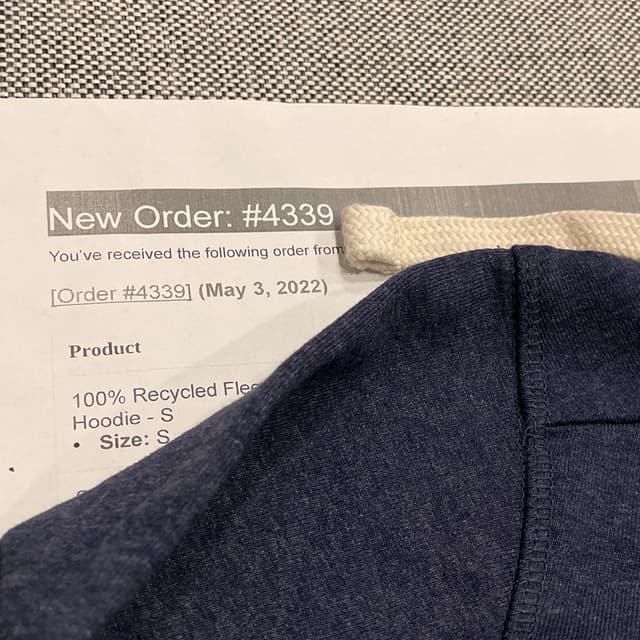 New Order: #4339
You've received the following order from
[Order #4339] (May 3, 2022)
Product
100% Recycled
Hoodie - S
• Size: S